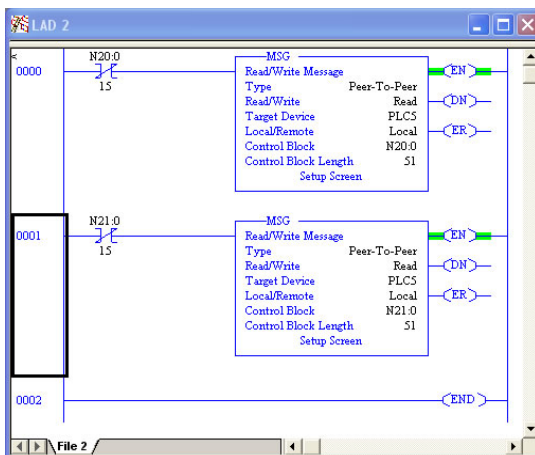 LAD 2
0000
N20:0
15
MSG
Read/Write Message
Type Peer-To-Peer
Read/Write Read
Target Device PLC5
Local/Remote Local
Control Block N20:0
Control Block Length 51
Setup Screen
EN
DN
ER
0001
N21:0
15
MSG
Read/Write Message
Type Peer-To-Peer
Read/Write Read
Target Device PLC5
Local/Remote Local
Control Block N21:0
Control Block Length 51
Setup Screen
EN
DN
ER
0002
END
File 2